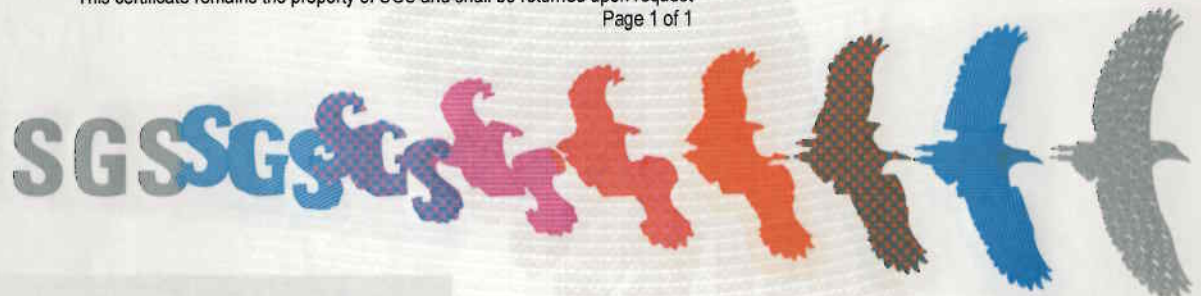 This certificate remains the property of SGS and shall be returned upon request
Page 1 of 1
SGS SGS SGS